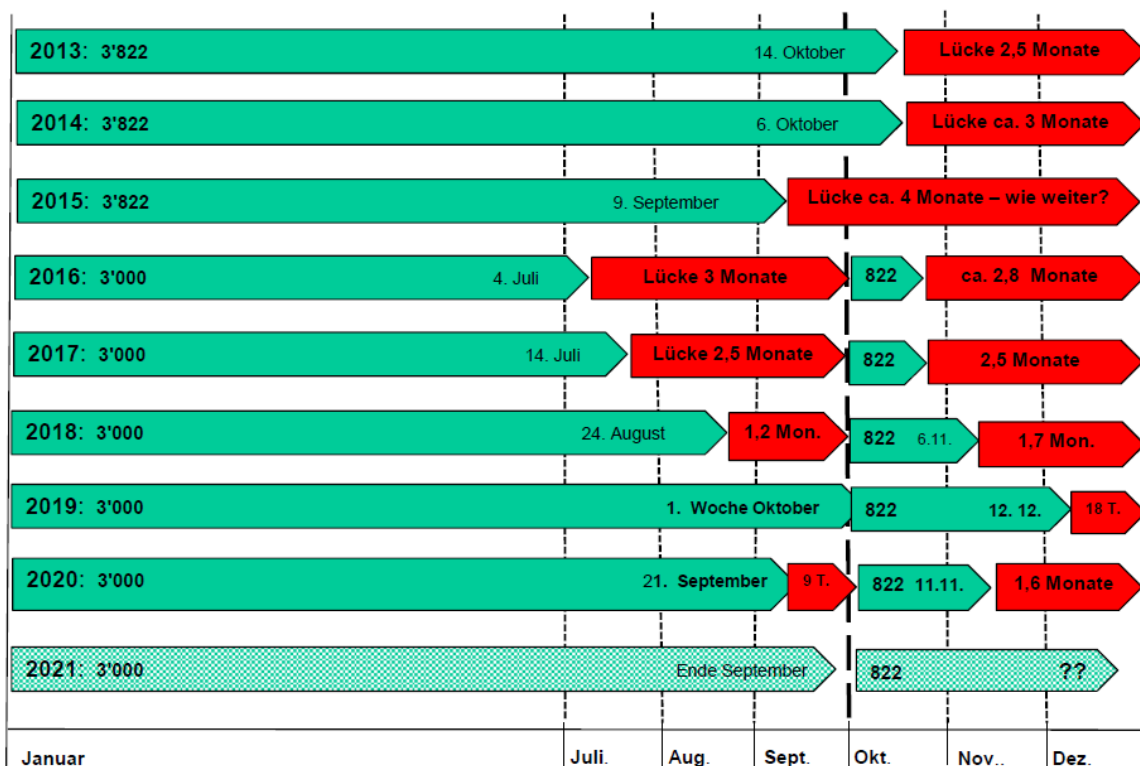 2013: 3'822 14. Oktober Lücke 2,5 Monate
2014: 3'822 6. Oktober Lücke ca. 3 Monate
2015: 3'822 9. September Lücke ca. 4 Monate – wie weiter?
2016: 3'000 4. Juli Lücke 3 Monate 822 ca. 2,8 Monate
2017: 3'000 14. Juli Lücke 2,5 Monate 822 2,5 Monate
2018: 3'000 24. August 1,2 Mon. 822 6.11. 1,7 Mon.
2019: 3'000 1. Woche Oktober 822 12. 12. 18 T.
2020: 3'000 21. September 9 T. 822 11.11. 1,6 Monate
2021: 3'000 Ende September 822 ??
Januar Juli. Aug. Sept. Okt. Nov.. Dez.